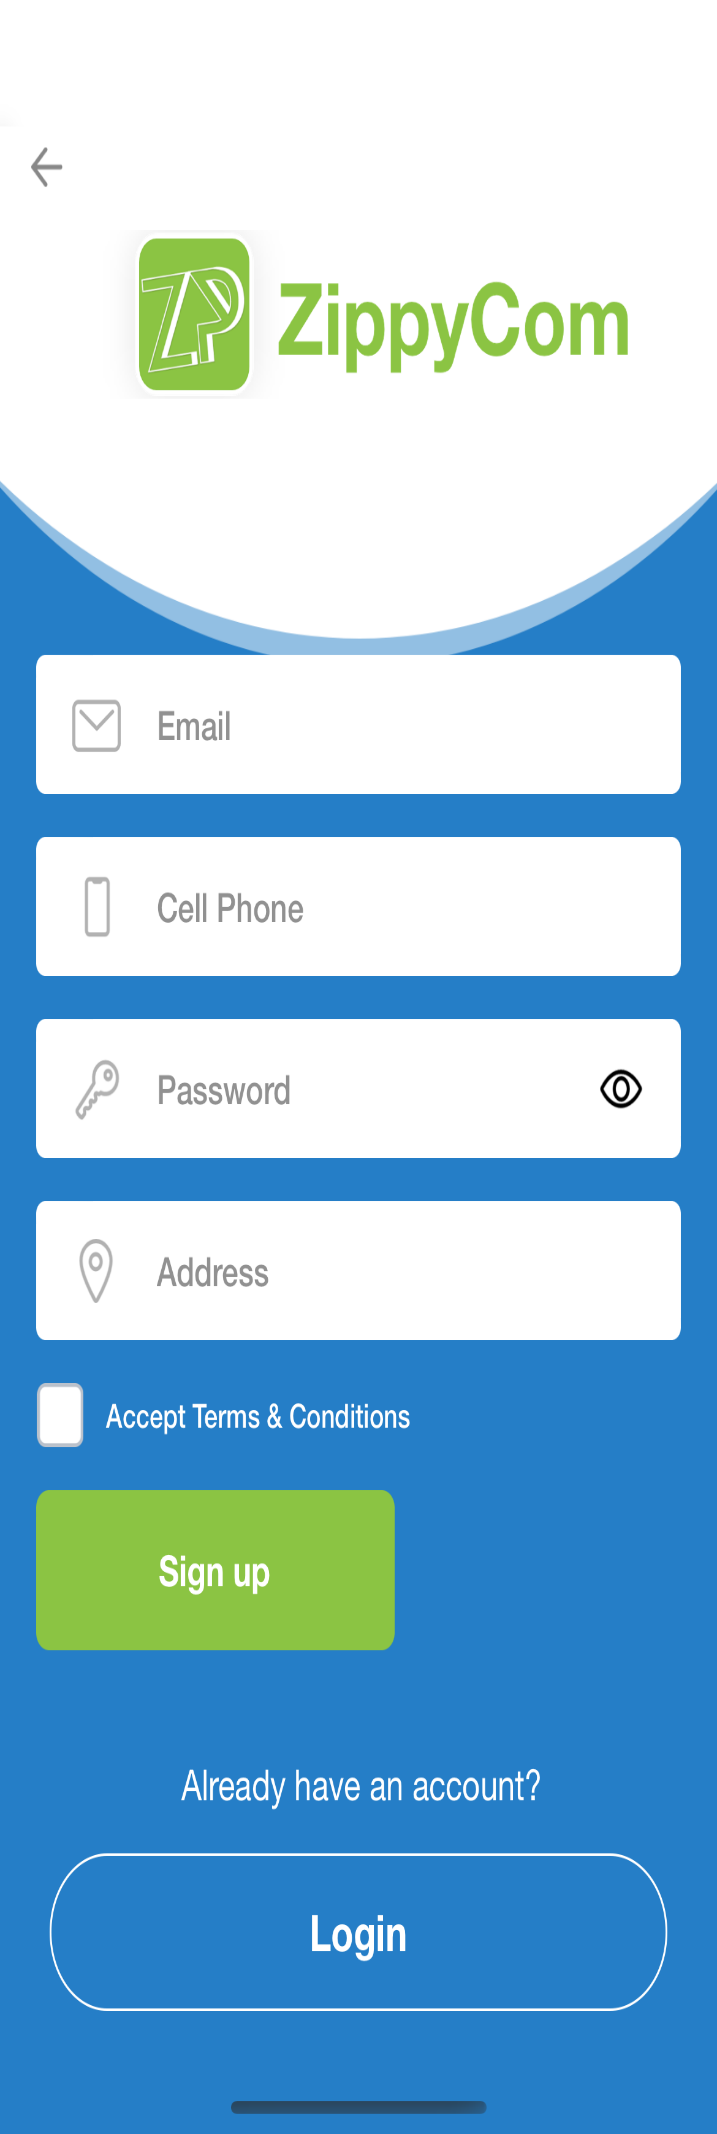 ZP ZippyCom
Email
Cell Phone
Password
Address
Accept Terms & Conditions
Sign up
Already have an account?
Login